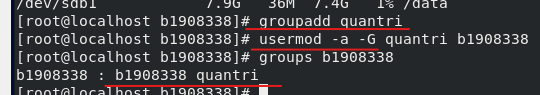 /dev/sdb1 7.9G 36M 7.4G 1% /data
[root@localhost b1908338]# groupadd quantri
[root@localhost b1908338]# usermod -a -G quantri b1908338
[root@localhost b1908338]# groups b1908338
b1908338 : b1908338 quantri
[root@localhost b1908338]#